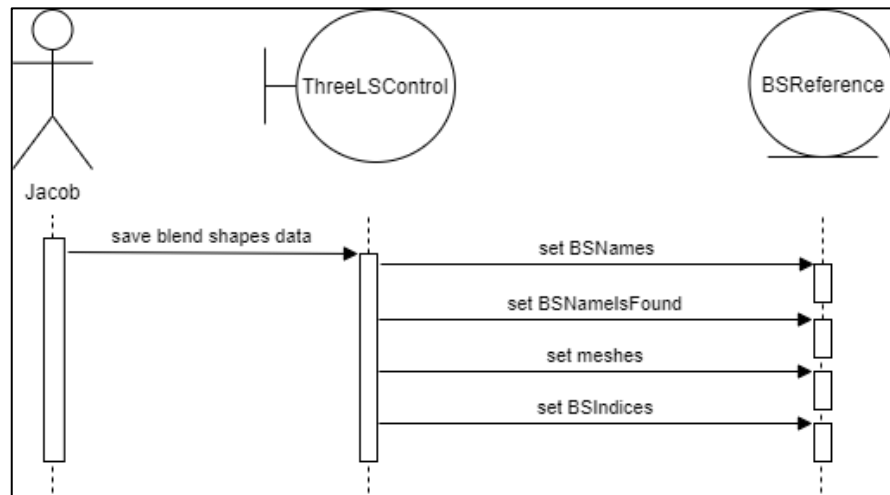 ThreeLSControl
BSReference
Jacob
save blend shapes data
set BSNames
set BSNameIsFound
set meshes
set BSIndices